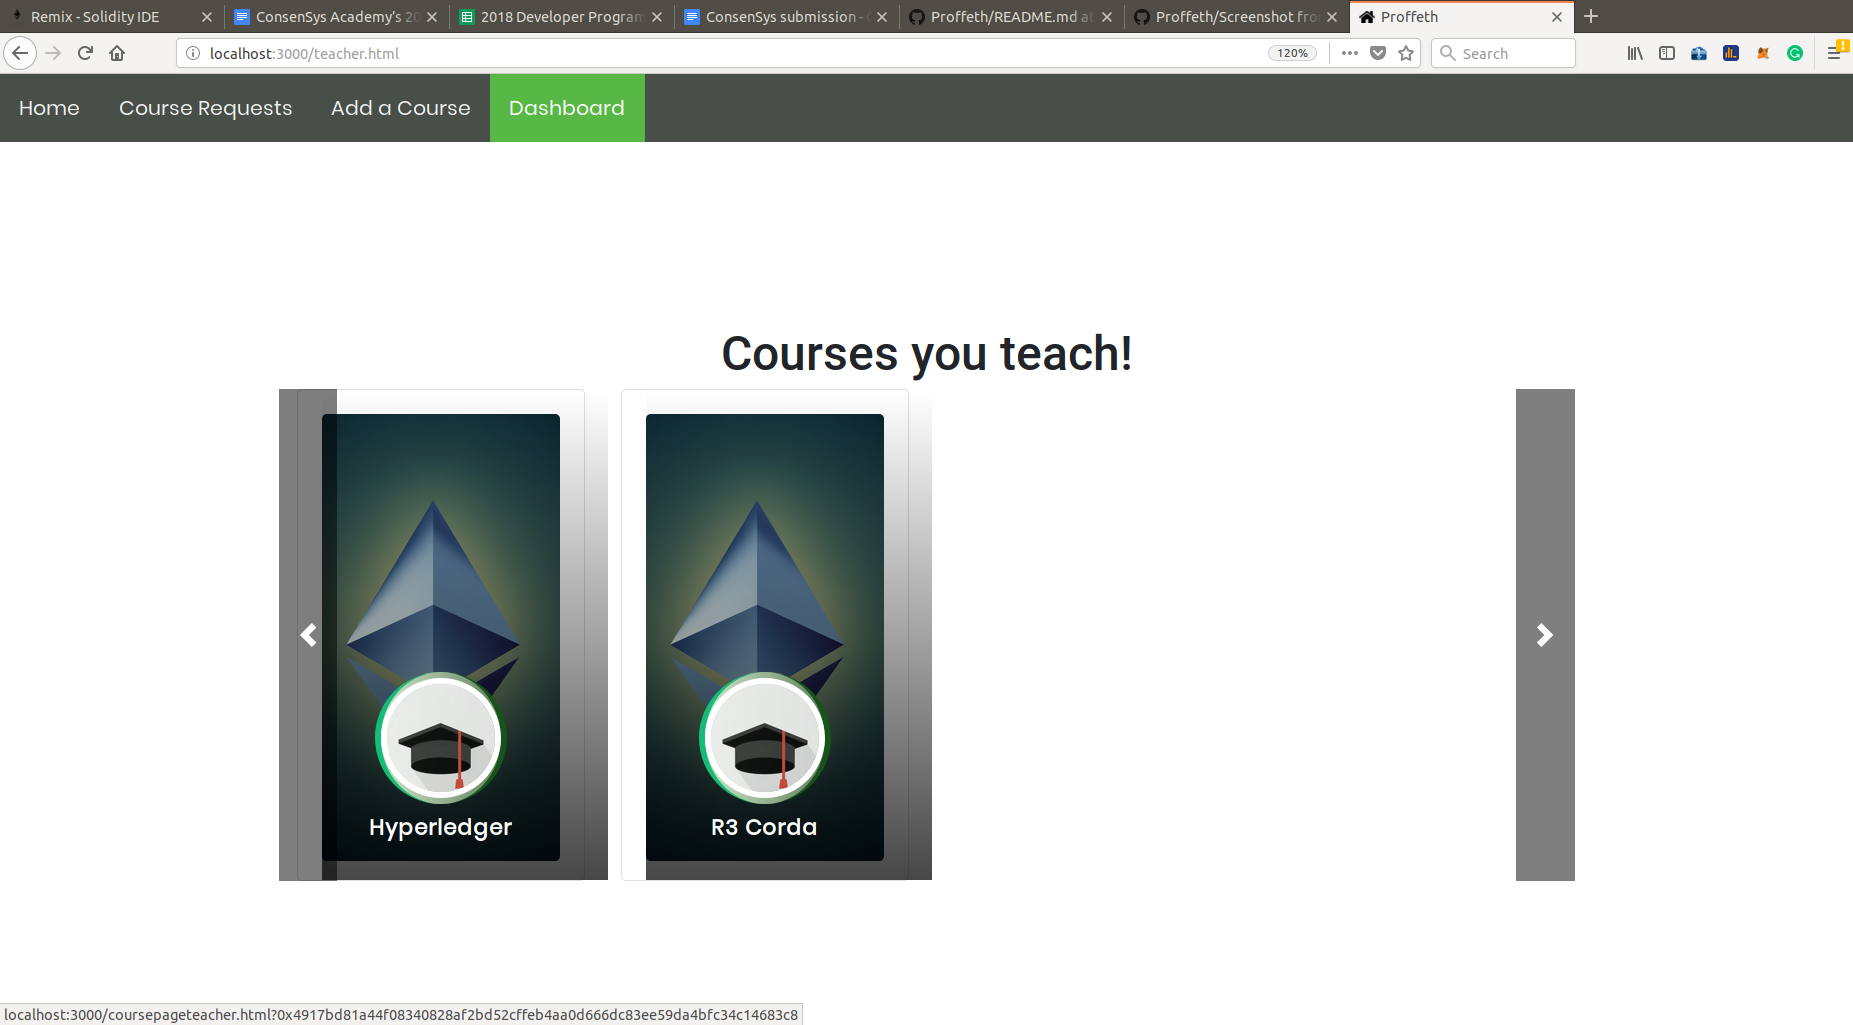 Remix - Solidity IDE
ConsenSys Academy's 20
2018 Developer Program
ConsenSys submission -
Proffeth/README.md at
Proffeth/Screenshot fro
Proffeth
localhost:3000/teacher.html
120%
Search
Home
Course Requests
Add a Course
Dashboard
Courses you teach!
Hyperledger
R3 Corda
localhost:3000/coursepageteacher.html?0x4917bd81a44f08340828af2bd52cffeb4aa0d666dc83ee59da4bfc34c14683c8